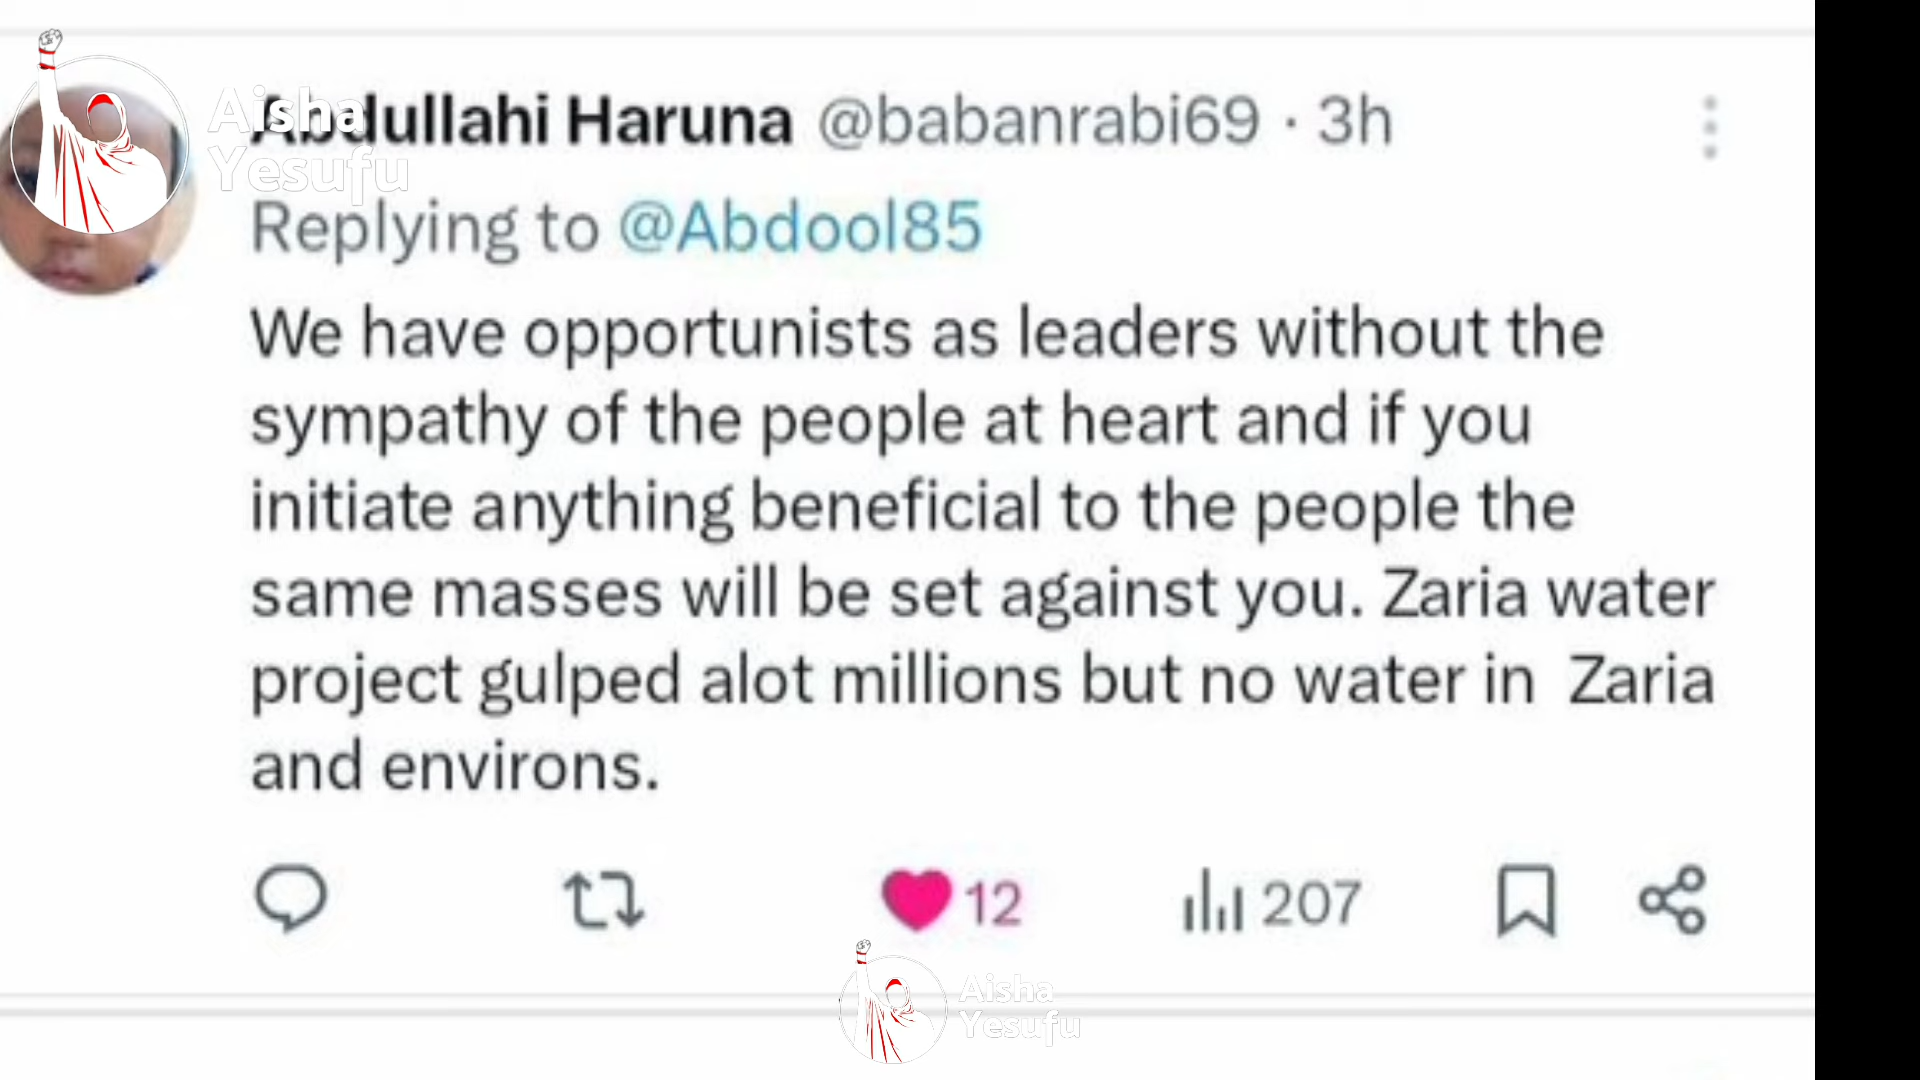 Aisha
Yesufu
Abdullahi Haruna @babanrabi69 · 3h
Replying to @Abdool85
We have opportunists as leaders without the
sympathy of the people at heart and if you
initiate anything beneficial to the people the
same masses will be set against you. Zaria water
project gulped alot millions but no water in Zaria
and environs.
12 207
Aisha
Yesufu